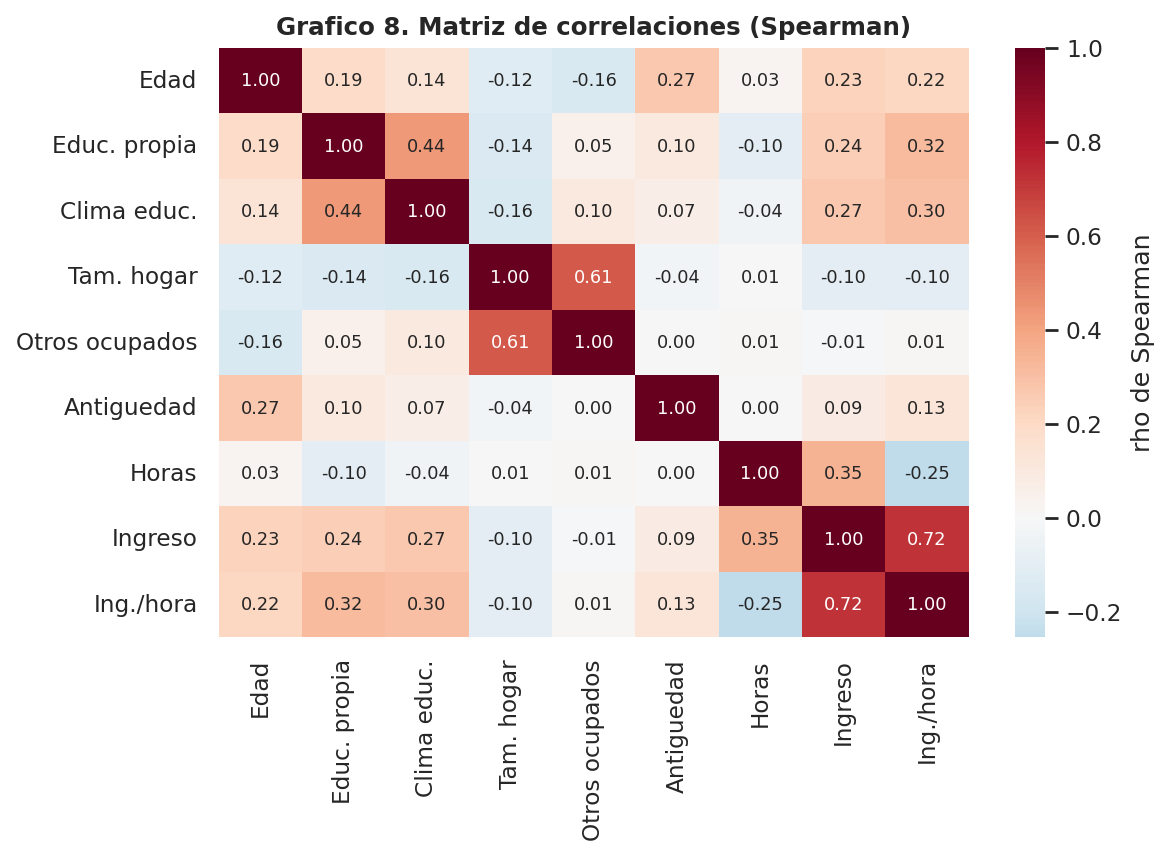 Grafico 8. Matriz de correlaciones (Spearman)
Edad 1.00 0.19 0.14 -0.12 -0.16 0.27 0.03 0.23 0.22
Educ. propia 0.19 1.00 0.44 -0.14 0.05 0.10 -0.10 0.24 0.32
Clima educ. 0.14 0.44 1.00 -0.16 0.10 0.07 -0.04 0.27 0.30
Tam. hogar -0.12 -0.14 -0.16 1.00 0.61 -0.04 0.01 -0.10 -0.10
Otros ocupados -0.16 0.05 0.10 0.61 1.00 0.00 0.01 -0.01 0.01
Antiguedad 0.27 0.10 0.07 -0.04 0.00 1.00 0.00 0.09 0.13
Horas 0.03 -0.10 -0.04 0.01 0.01 0.00 1.00 0.35 -0.25
Ingreso 0.23 0.24 0.27 -0.10 -0.01 0.09 0.35 1.00 0.72
Ing./hora 0.22 0.32 0.30 -0.10 0.01 0.13 -0.25 0.72 1.00
Edad
Educ. propia
Clima educ.
Tam. hogar
Otros ocupados
Antiguedad
Horas
Ingreso
Ing./hora
1.0
0.8
0.6
0.4
0.2
0.0
−0.2
rho de Spearman